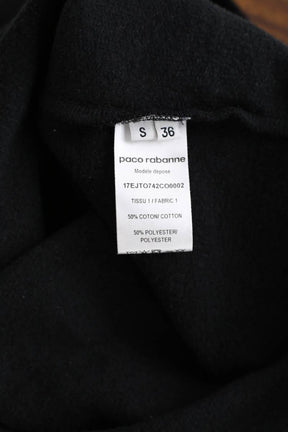 S 36
paco rabanne
Modèle déposé
17EJTO742CO0002
TISSU 1 / FABRIC 1
50% COTON/ COTTON
50% POLYESTER/
POLYESTER